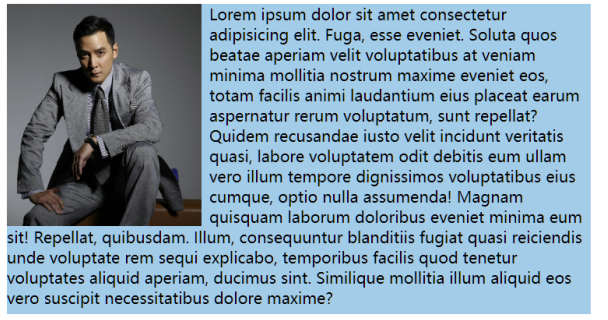 Lorem ipsum dolor sit amet consectetur
adipisicing elit. Fuga, esse eveniet. Soluta quos
beatae aperiam velit voluptatibus at veniam
minima mollitia nostrum maxime eveniet eos,
totam facilis animi laudantium eius placeat earum
aspernatur rerum voluptatum, sunt repellat?
Quidem recusandae iusto velit incidunt veritatis
quasi, labore voluptatem odit debitis eum ullam
vero illum tempore dignissimos voluptatibus eius
cumque, optio nulla assumenda! Magnam
quisquam laborum doloribus eveniet minima eum
sit! Repellat, quibusdam. Illum, consequuntur blanditiis fugiat quasi reiciendis
unde voluptate rem sequi explicabo, temporibus facilis quod tenetur
voluptates aliquid aperiam, ducimus sint. Similique mollitia illum aliquid eos
vero suscipit necessitatibus dolore maxime?